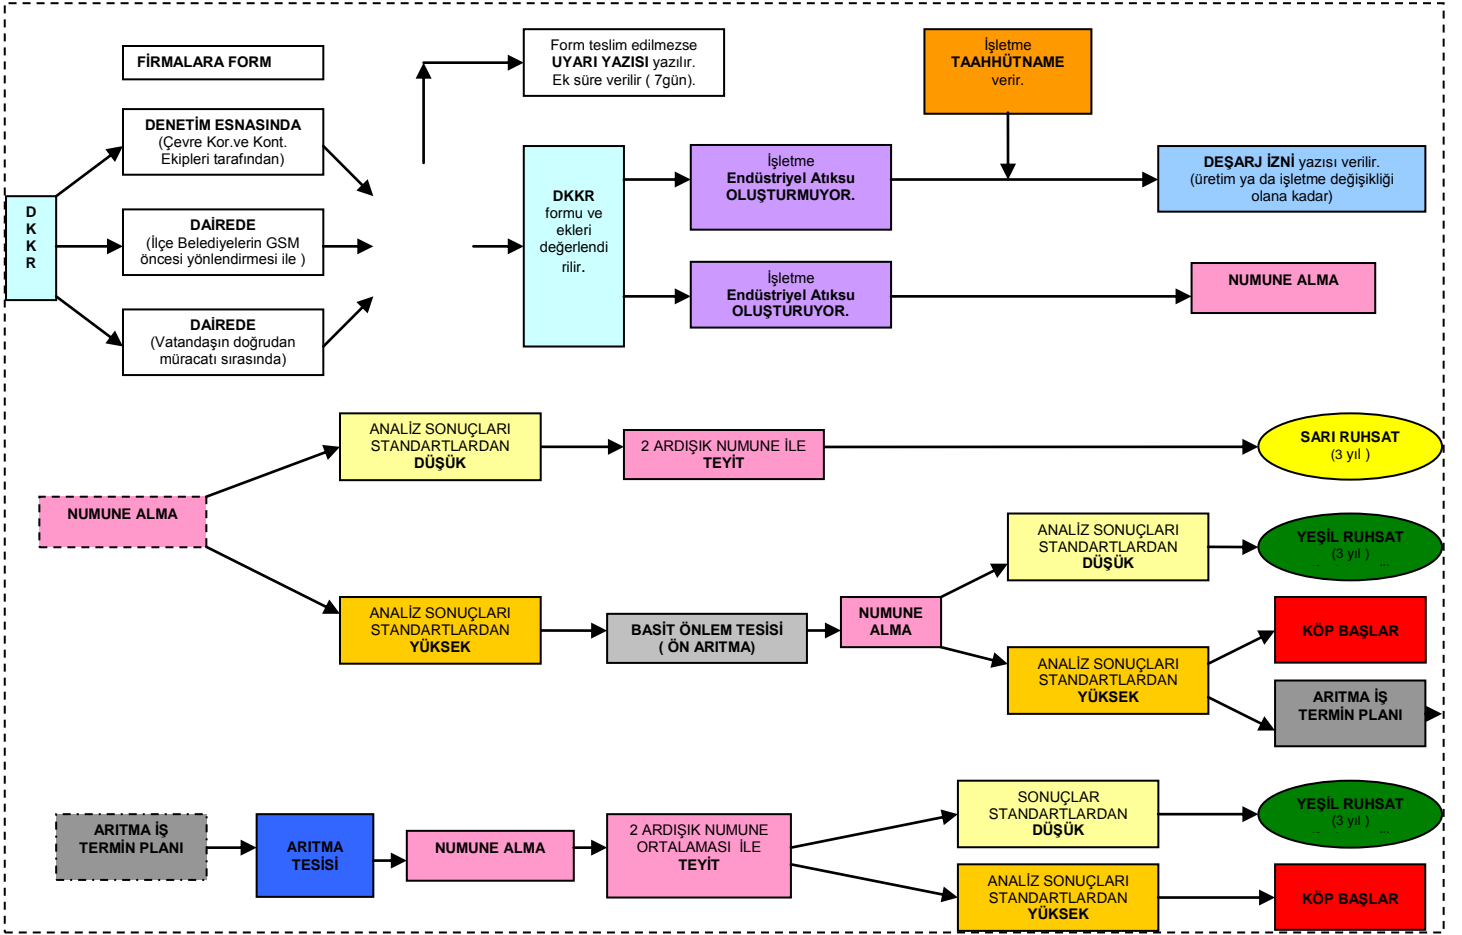 FİRMALARA FORM
Form teslim edilmezse
UYARI YAZISI yazılır.
Ek süre verilir ( 7gün).
İşletme
TAAHHÜTNAME
verir.
D
K
K
R
DENETİM ESNASINDA
(Çevre Kor.ve Kont.
Ekipleri tarafından)
DAİREDE
(İlçe Belediyelerin GSM
öncesi yönlendirmesi ile )
DAİREDE
(Vatandaşın doğrudan
müracatı sırasında)
DKKR
formu ve
ekleri
değerlendi
rilir.
İşletme
Endüstriyel Atıksu
OLUŞTURMUYOR.
DEŞARJ İZNİ yazısı verilir.
(üretim ya da işletme değişikliği
olana kadar)
İşletme
Endüstriyel Atıksu
OLUŞTURUYOR.
NUMUNE ALMA
NUMUNE ALMA
ANALİZ SONUÇLARI
STANDARTLARDAN
DÜŞÜK
2 ARDIŞIK NUMUNE İLE
TEYİT
SARI RUHSAT
(3 yıl )
ANALİZ SONUÇLARI
STANDARTLARDAN
YÜKSEK
BASİT ÖNLEM TESİSİ
( ÖN ARITMA)
NUMUNE
ALMA
ANALİZ SONUÇLARI
STANDARTLARDAN
DÜŞÜK
YEŞİL RUHSAT
(3 yıl )
ANALİZ SONUÇLARI
STANDARTLARDAN
YÜKSEK
KÖP BAŞLAR
ARITMA İŞ
TERMİN PLANI
ARITMA İŞ
TERMİN PLANI
ARITMA
TESİSİ
NUMUNE ALMA
2 ARDIŞIK NUMUNE
ORTALAMASI İLE
TEYİT
SONUÇLAR
STANDARTLARDAN
DÜŞÜK
YEŞİL RUHSAT
(3 yıl )
ANALİZ SONUÇLARI
STANDARTLARDAN
YÜKSEK
KÖP BAŞLAR